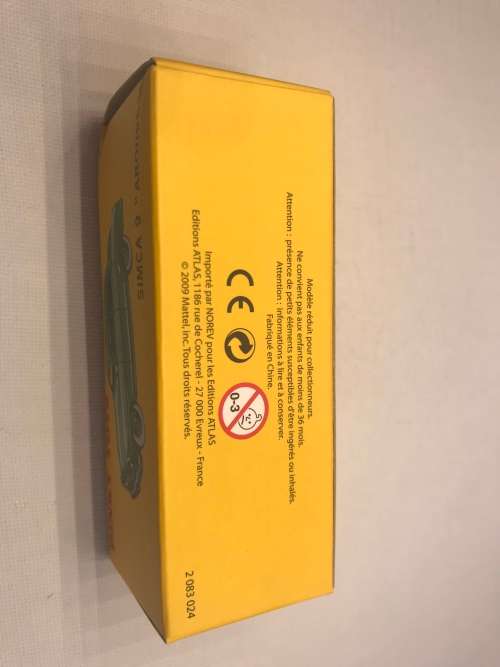 Modèle réduit pour collectionneurs.
Ne convient pas aux enfants de moins de 36 mois.
Attention : présence de petits éléments susceptibles d'être ingérés ou inhalés.
Attention : informations à lire et à conserver.
Fabriqué en Chine.
CE
0-3
Importé par NOREV pour les Editions ATLAS
Editions ATLAS, 1186 rue de Cocherel - 27 000 Evreux - France
© 2009 Mattel, inc. Tous droits réservés.
2 083 024
SIMCA 8